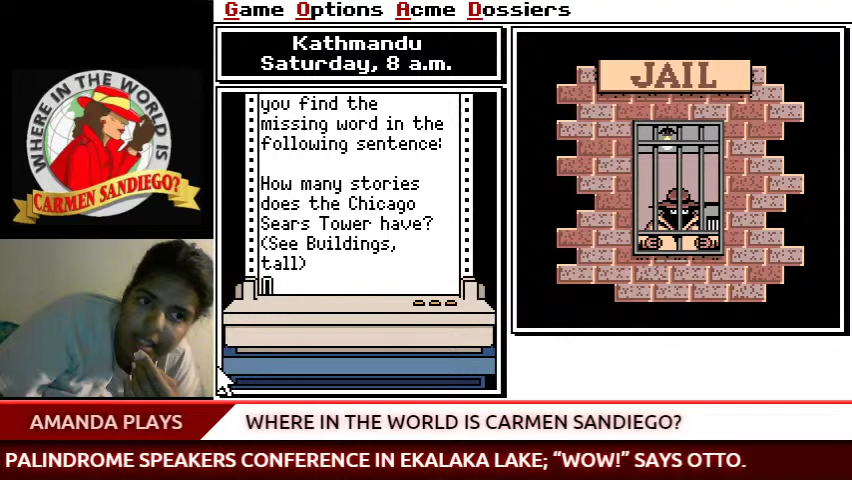 Game Options Acme Dossiers
Kathmandu
Saturday, 8 a.m.
JAIL
WHERE IN THE WORLD IS
CARMEN SANDIEGO?
you find the
missing word in the
following sentence:
How many stories
does the Chicago
Sears Tower have?
(See Buildings,
tall)
AMANDA PLAYS
WHERE IN THE WORLD IS CARMEN SANDIEGO?
PALINDROME SPEAKERS CONFERENCE IN EKALAKA LAKE; “WOW!” SAYS OTTO.